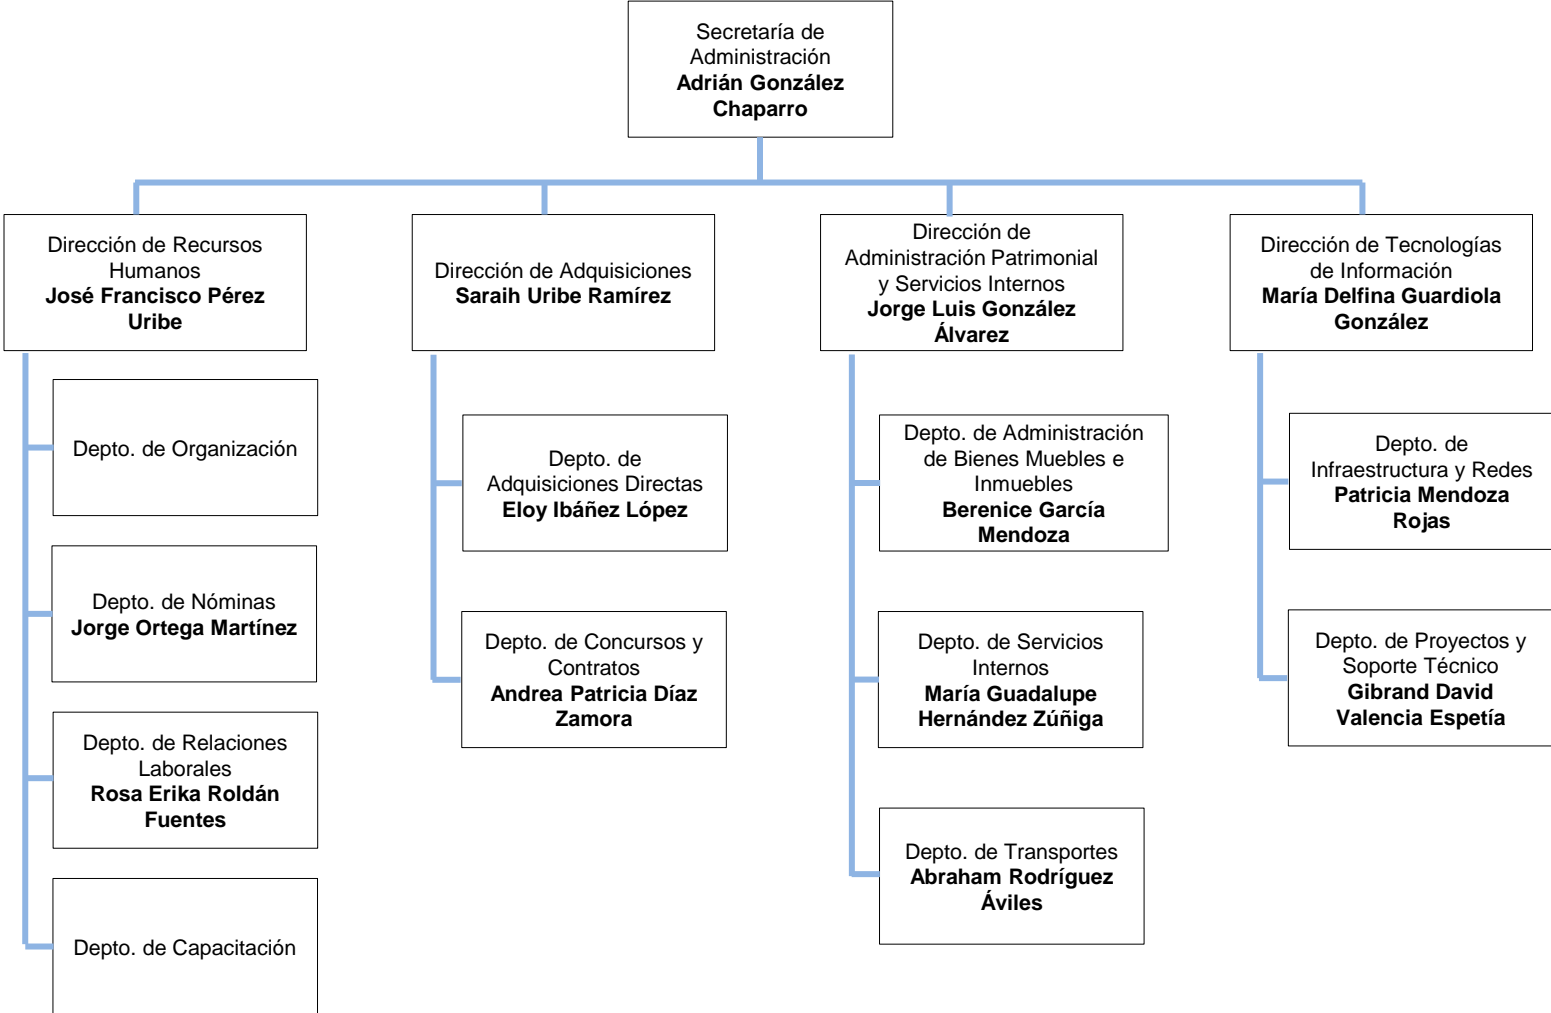 Secretaría de
Administración
Adrián González
Chaparro
Dirección de Recursos
Humanos
José Francisco Pérez
Uribe
Dirección de Adquisiciones
Saraih Uribe Ramírez
Dirección de
Administración Patrimonial
y Servicios Internos
Jorge Luis González
Álvarez
Dirección de Tecnologías
de Información
María Delfina Guardiola
González
Depto. de Organización
Depto. de Nóminas
Jorge Ortega Martínez
Depto. de Relaciones
Laborales
Rosa Erika Roldán
Fuentes
Depto. de Capacitación
Depto. de
Adquisiciones Directas
Eloy Ibáñez López
Depto. de Concursos y
Contratos
Andrea Patricia Díaz
Zamora
Depto. de Administración
de Bienes Muebles e
Inmuebles
Berenice García
Mendoza
Depto. de Servicios
Internos
María Guadalupe
Hernández Zúñiga
Depto. de Transportes
Abraham Rodríguez
Áviles
Depto. de
Infraestructura y Redes
Patricia Mendoza
Rojas
Depto. de Proyectos y
Soporte Técnico
Gibrand David
Valencia Espetía